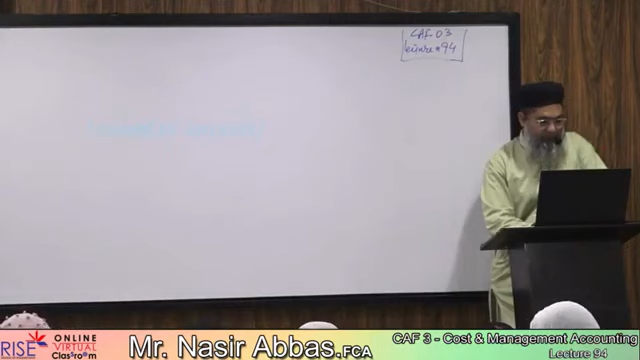 CAF 03
Lecture # 94
RISE
ONLINE
VIRTUAL
Classroom
Mr. Nasir Abbas.FCA
CAF 3 - Cost & Management Accounting
Lecture 94